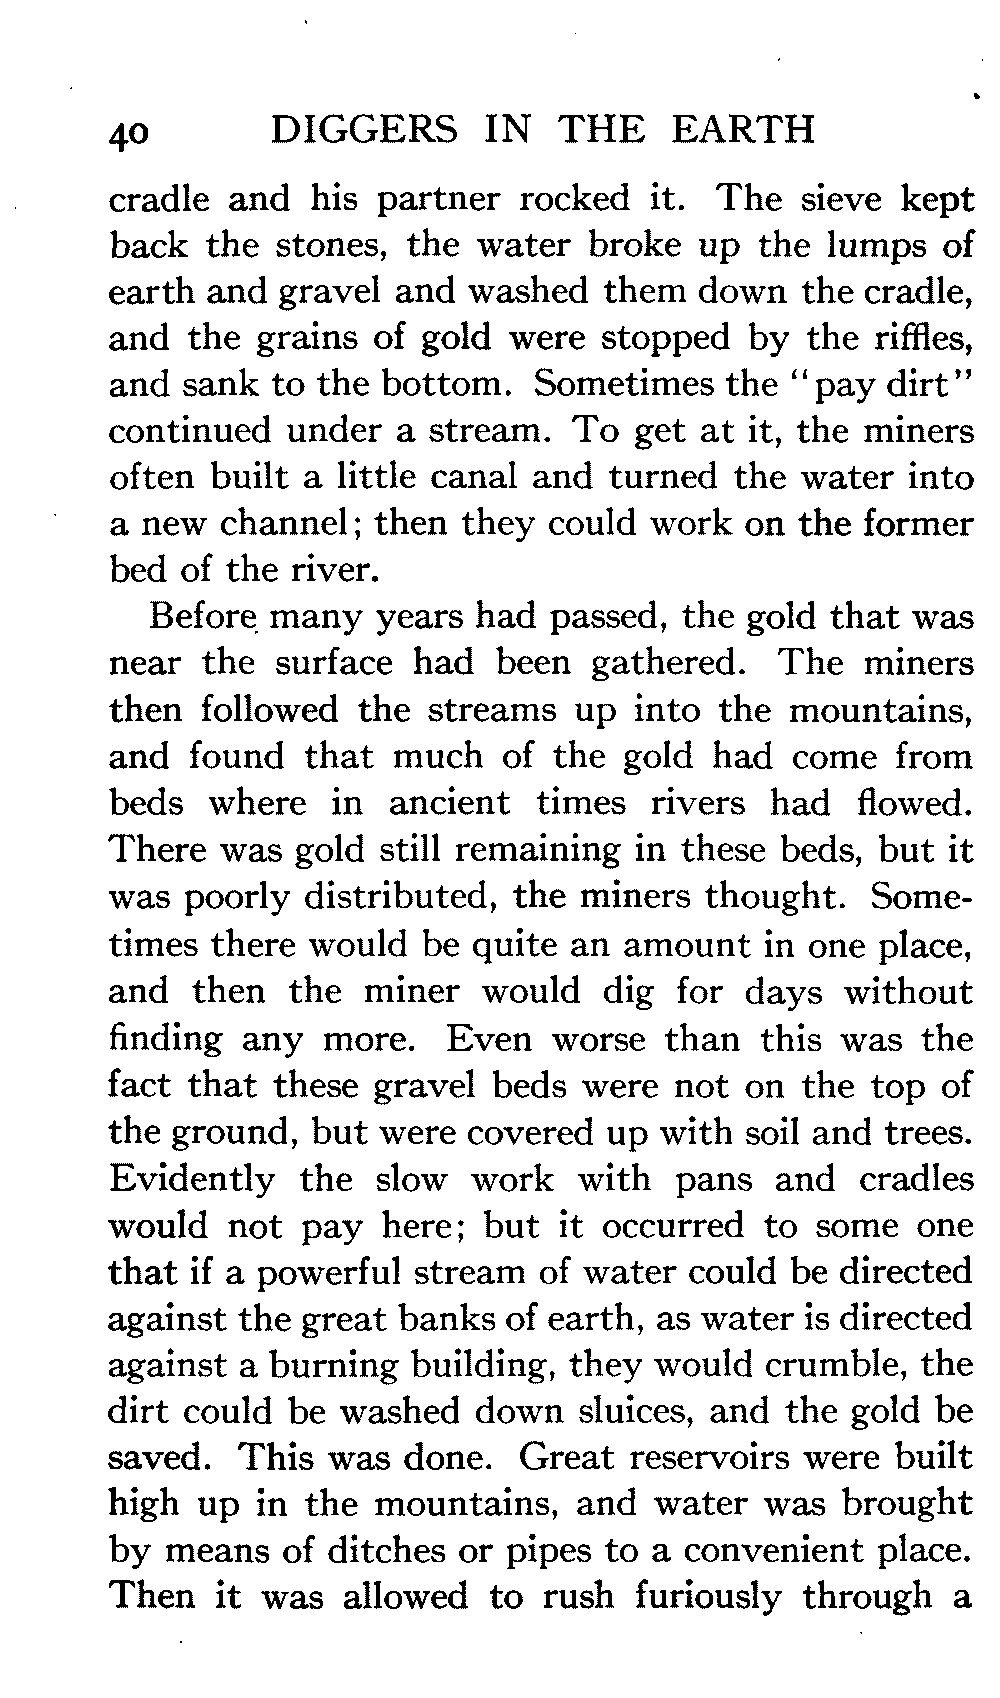 40 DIGGERS IN THE EARTH
cradle and his partner rocked it. The sieve kept
back the stones, the water broke up the lumps of
earth and gravel and washed them down the cradle,
and the grains of gold were stopped by the riffles,
and sank to the bottom. Sometimes the "pay dirt"
continued under a stream. To get at it, the miners
often built a little canal and turned the water into
a new channel; then they could work on the former
bed of the river.
Before many years had passed, the gold that was
near the surface had been gathered. The miners
then followed the streams up into the mountains,
and found that much of the gold had come from
beds where in ancient times rivers had flowed.
There was gold still remaining in these beds, but it
was poorly distributed, the miners thought. Some-
times there would be quite an amount in one place,
and then the miner would dig for days without
finding any more. Even worse than this was the
fact that these gravel beds were not on the top of
the ground, but were covered up with soil and trees.
Evidently the slow work with pans and cradles
would not pay here; but it occurred to some one
that if a powerful stream of water could be directed
against the great banks of earth, as water is directed
against a burning building, they would crumble, the
dirt could be washed down sluices, and the gold be
saved. This was done. Great reservoirs were built
high up in the mountains, and water was brought
by means of ditches or pipes to a convenient place.
Then it was allowed to rush furiously through a